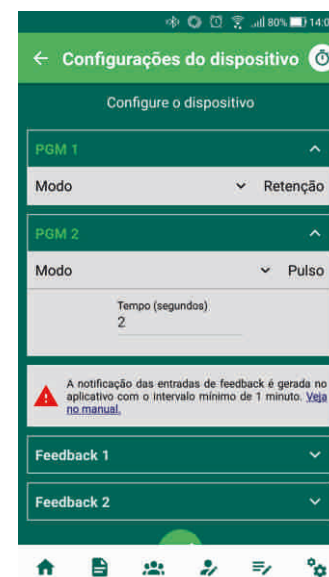 80% 14:0
Configurações do dispositivo
Configure o dispositivo
PGM 1
Modo Retenção
PGM 2
Modo Pulso
Tempo (segundos)
2
A notificação das entradas de feedback é gerada no
aplicativo com o intervalo mínimo de 1 minuto. Veja
no manual.
Feedback 1
Feedback 2